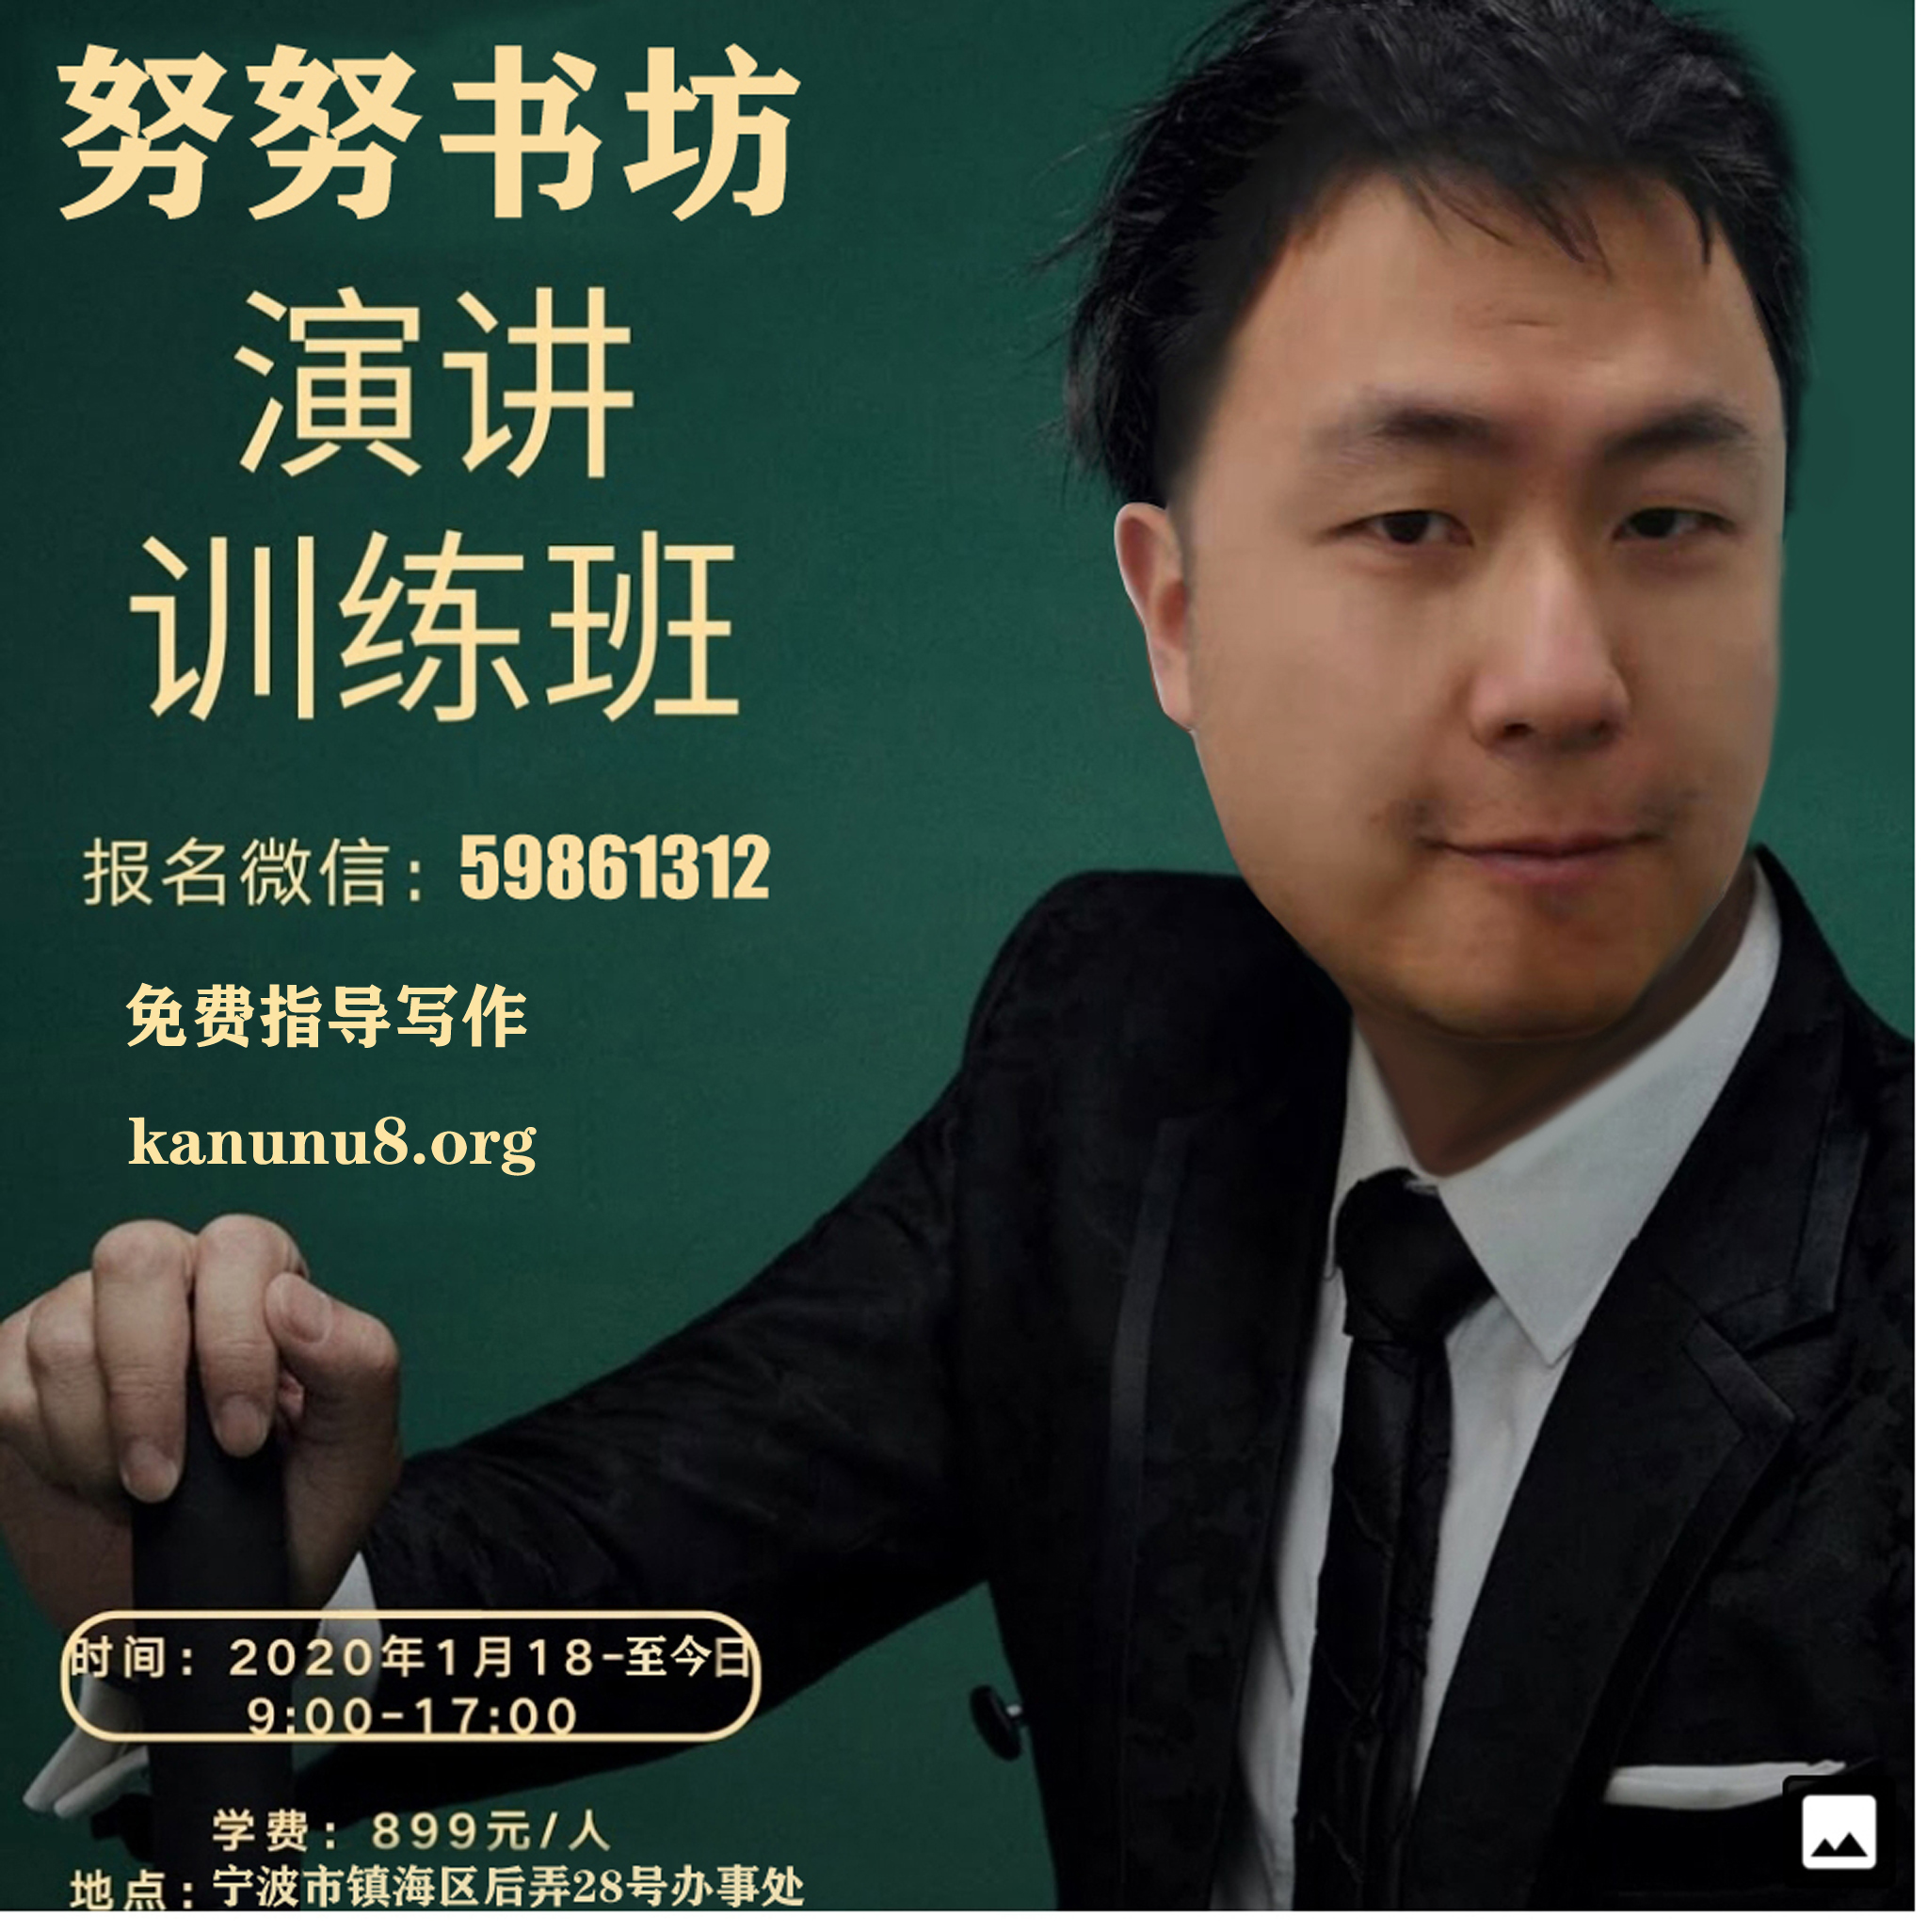 努努书坊
演讲
训练班
报名微信：59861312
免费指导写作
kanunu8.org
时间：2020年1月18-至今日
9:00-17:00
学费：899元/人
地点：宁波市镇海区后弄28号办事处